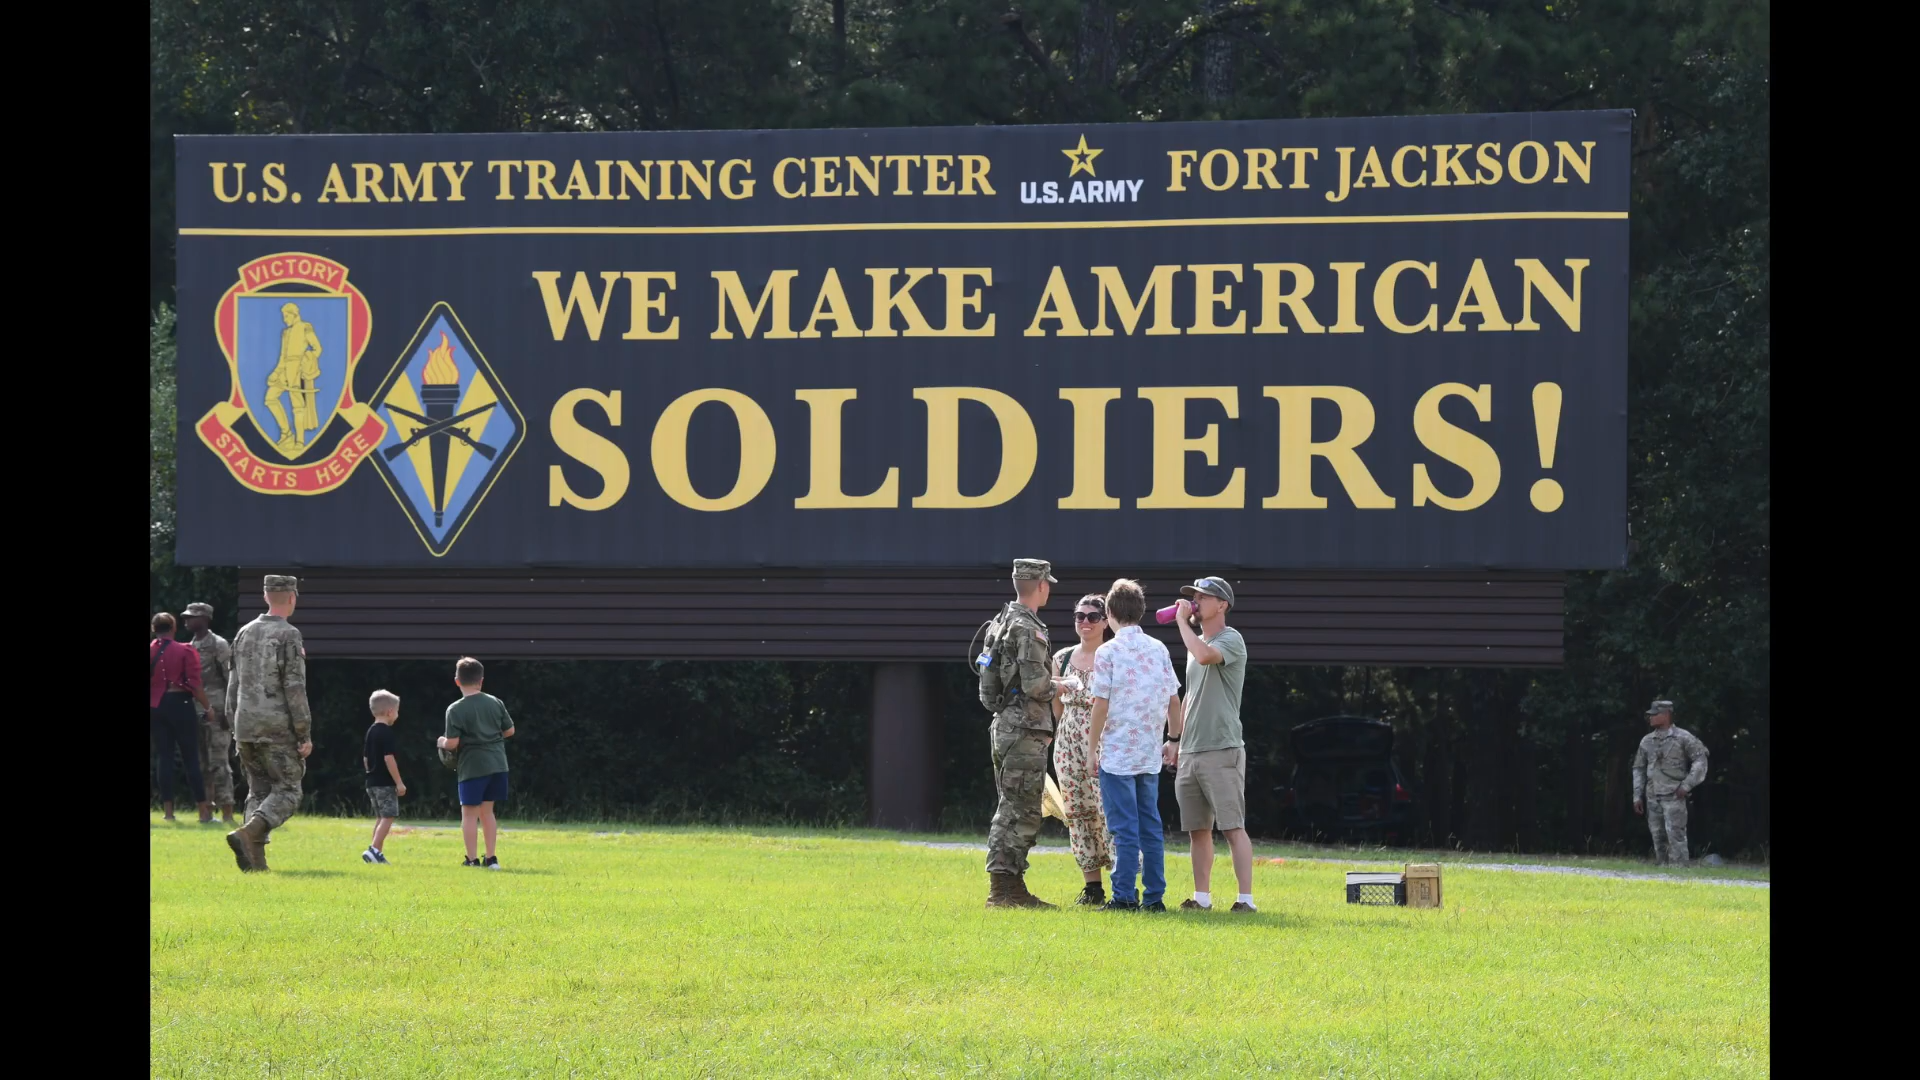 U.S. ARMY TRAINING CENTER U.S. ARMY FORT JACKSON
VICTORY
STARTS HERE
WE MAKE AMERICAN
SOLDIERS!